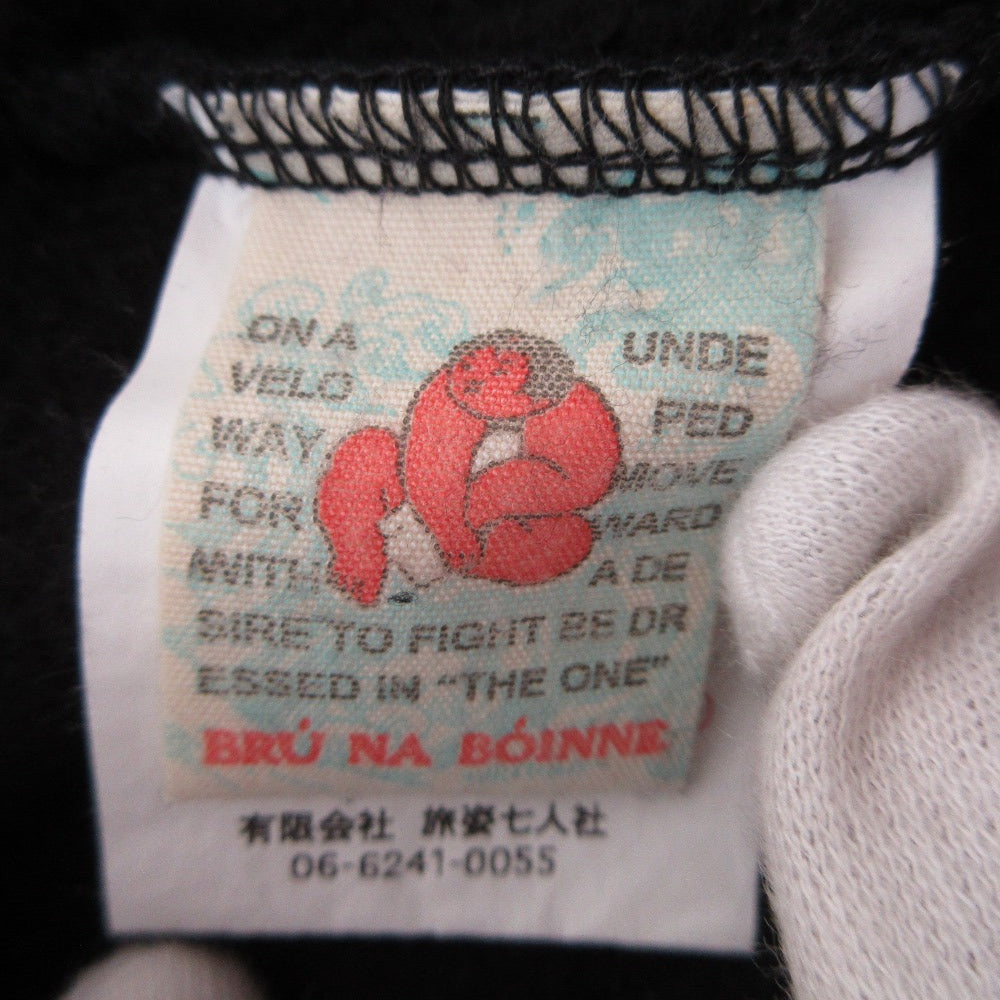 ON A UNDE
VELO PED
WAY MOVE
FOR WARD
WITH A DE
SIRE TO FIGHT BE DR
ESSED IN “THE ONE”
BRÚ NA BÓINNE
有限会社 旅姿七人社
06-6241-0055